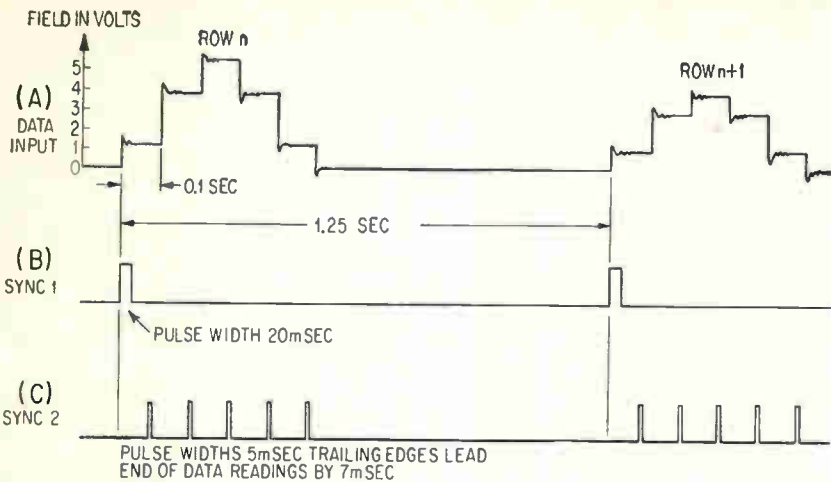 FIELD IN VOLTS
ROW n
ROW n+1
(A)
DATA
INPUT
5
4
3
2
1
0
0.1 SEC
1.25 SEC
(B)
SYNC 1
PULSE WIDTH 20mSEC
(C)
SYNC 2
PULSE WIDTHS 5mSEC TRAILING EDGES LEAD
END OF DATA READINGS BY 7mSEC